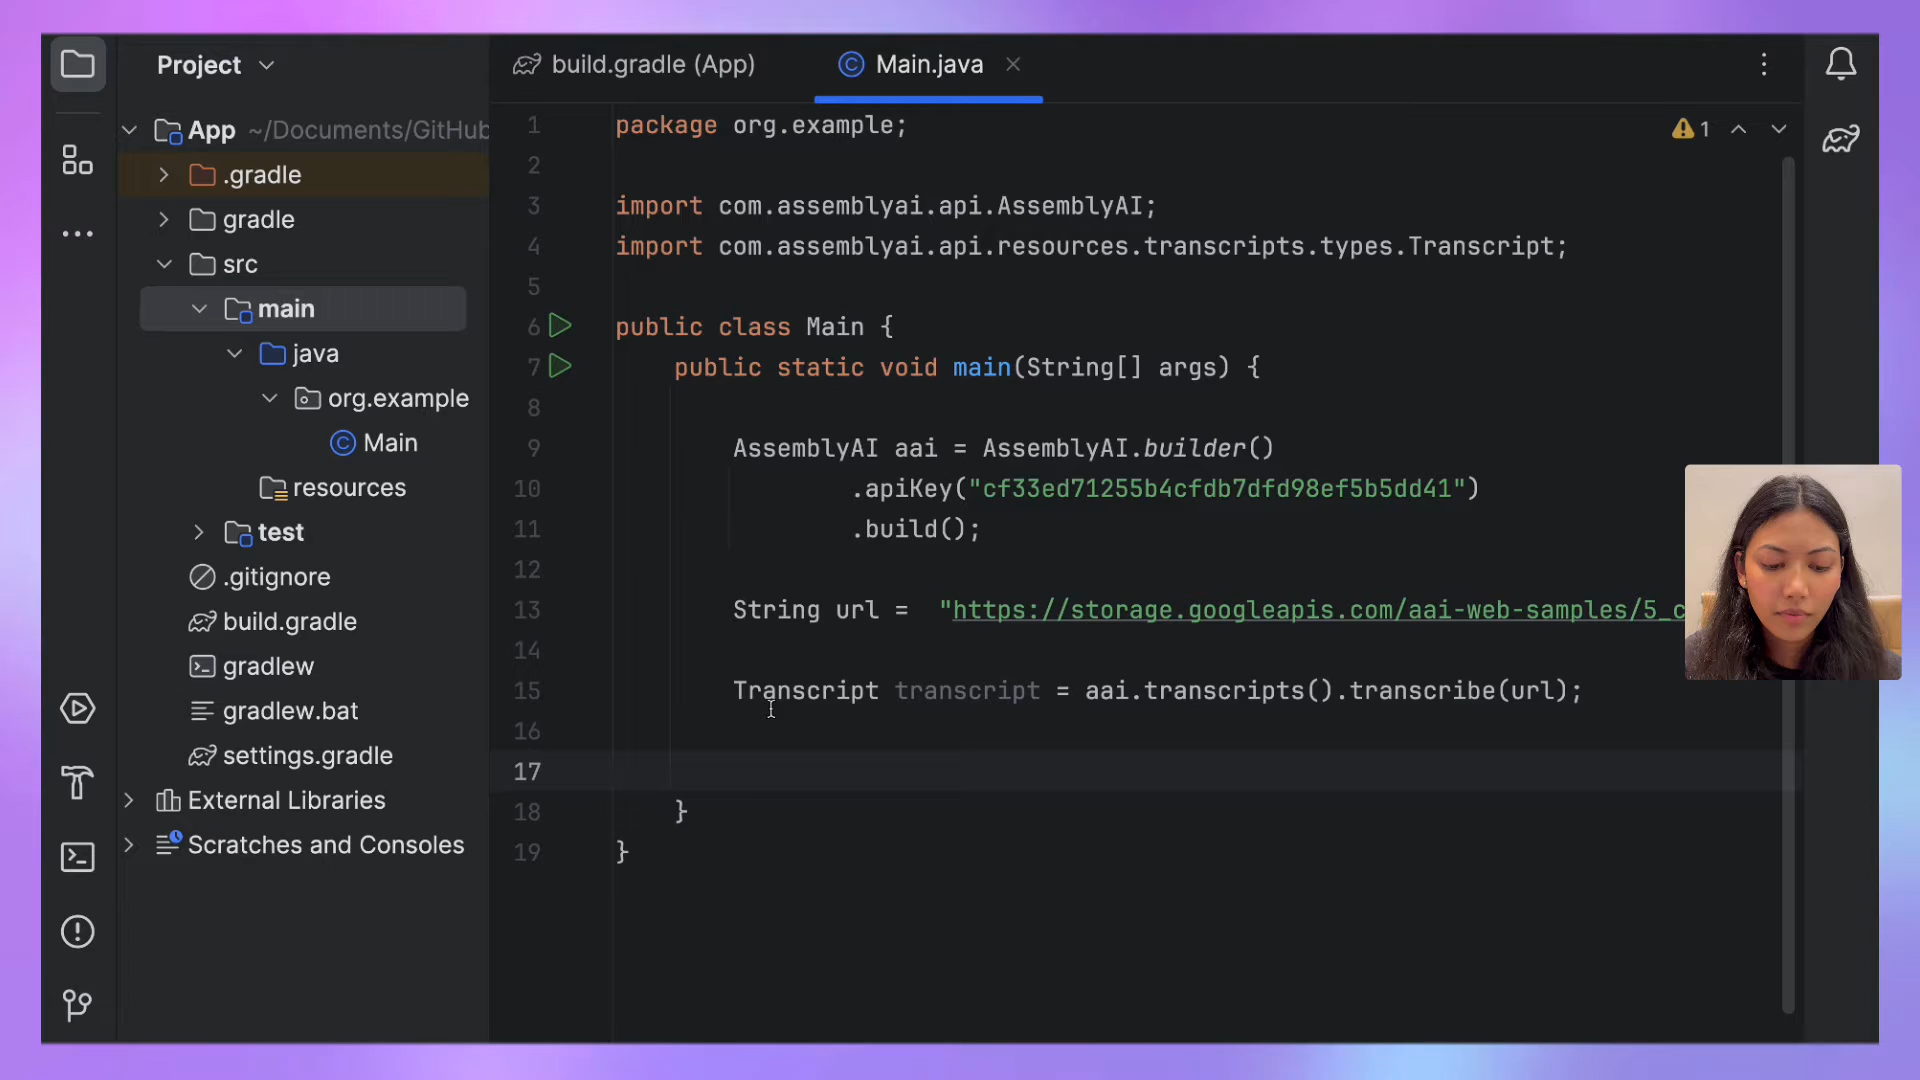 Project
build.gradle (App)
Main.java
App ~/Documents/GitHub
.gradle
gradle
src
main
java
org.example
Main
resources
test
.gitignore
build.gradle
gradlew
gradlew.bat
settings.gradle
External Libraries
Scratches and Consoles
1 package org.example;
2
3 import com.assemblyai.api.AssemblyAI;
4 import com.assemblyai.api.resources.transcripts.types.Transcript;
5
6 public class Main {
7 public static void main(String[] args) {
8
9 AssemblyAI aai = AssemblyAI.builder()
10 .apiKey("cf33ed71255b4cfdb7dfd98ef5b5dd41")
11 .build();
12
13 String url = "https://storage.googleapis.com/aai-web-samples/5_c
14
15 Transcript transcript = aai.transcripts().transcribe(url);
16
17
18 }
19 }
1